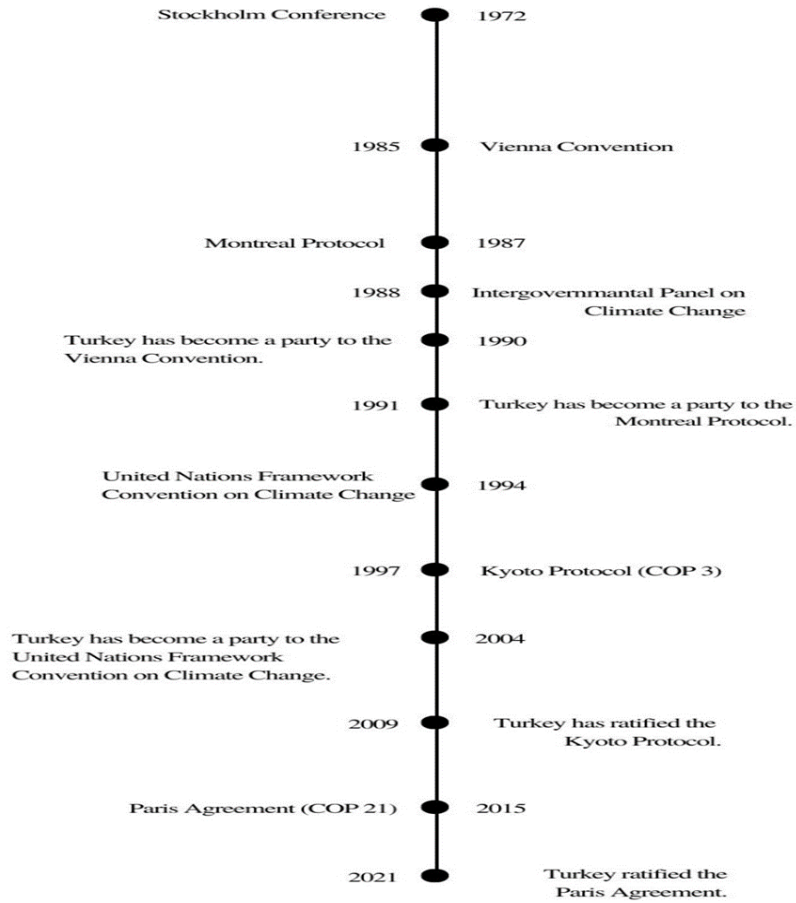 Stockholm Conference 1972
1985 Vienna Convention
Montreal Protocol 1987
1988 Intergovernmantal Panel on
Climate Change
Turkey has become a party to the 1990
Vienna Convention.
1991 Turkey has become a party to the
Montreal Protocol.
United Nations Framework
Convention on Climate Change 1994
1997 Kyoto Protocol (COP 3)
Turkey has become a party to the 2004
United Nations Framework
Convention on Climate Change.
2009 Turkey has ratified the
Kyoto Protocol.
Paris Agreement (COP 21) 2015
2021 Turkey ratified the
Paris Agreement.